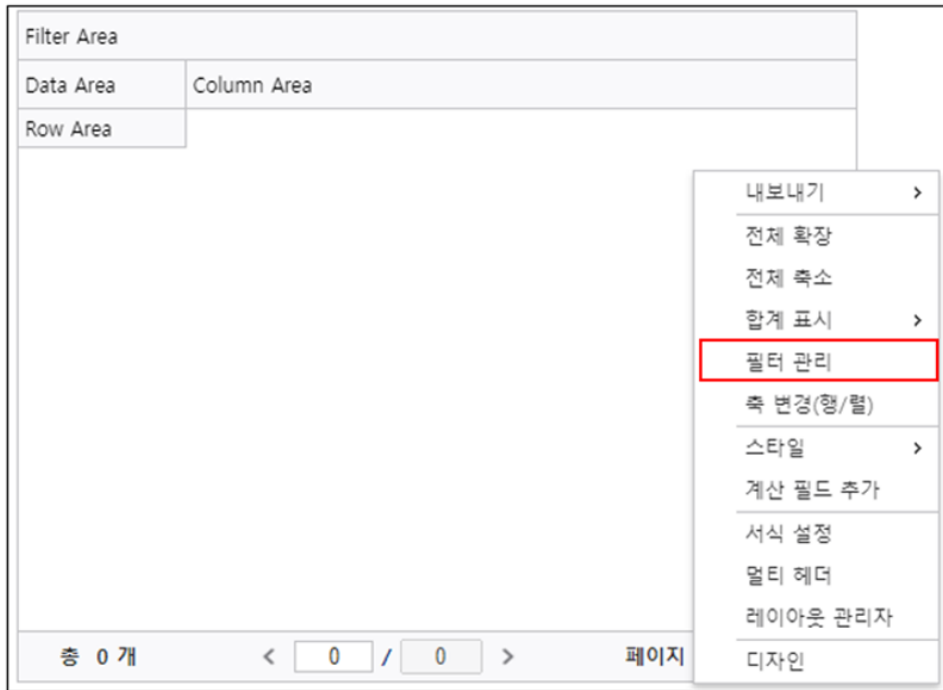 Filter Area
Data Area
Column Area
Row Area
내보내기
전체 확장
전체 축소
합계 표시
필터 관리
축 변경(행/렬)
스타일
계산 필드 추가
서식 설정
멀티 헤더
레이아웃 관리자
디자인
총 0 개 < 0 / 0 > 페이지